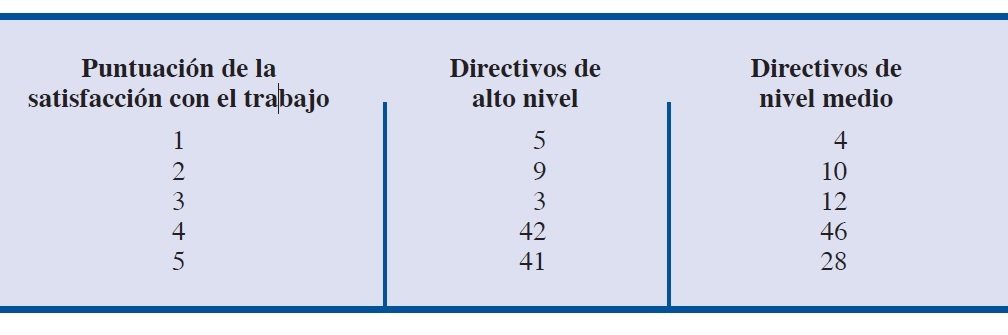 Puntuación de la Directivos de Directivos de
satisfacción con el trabajo alto nivel nivel medio
1 5 4
2 9 10
3 3 12
4 42 46
5 41 28